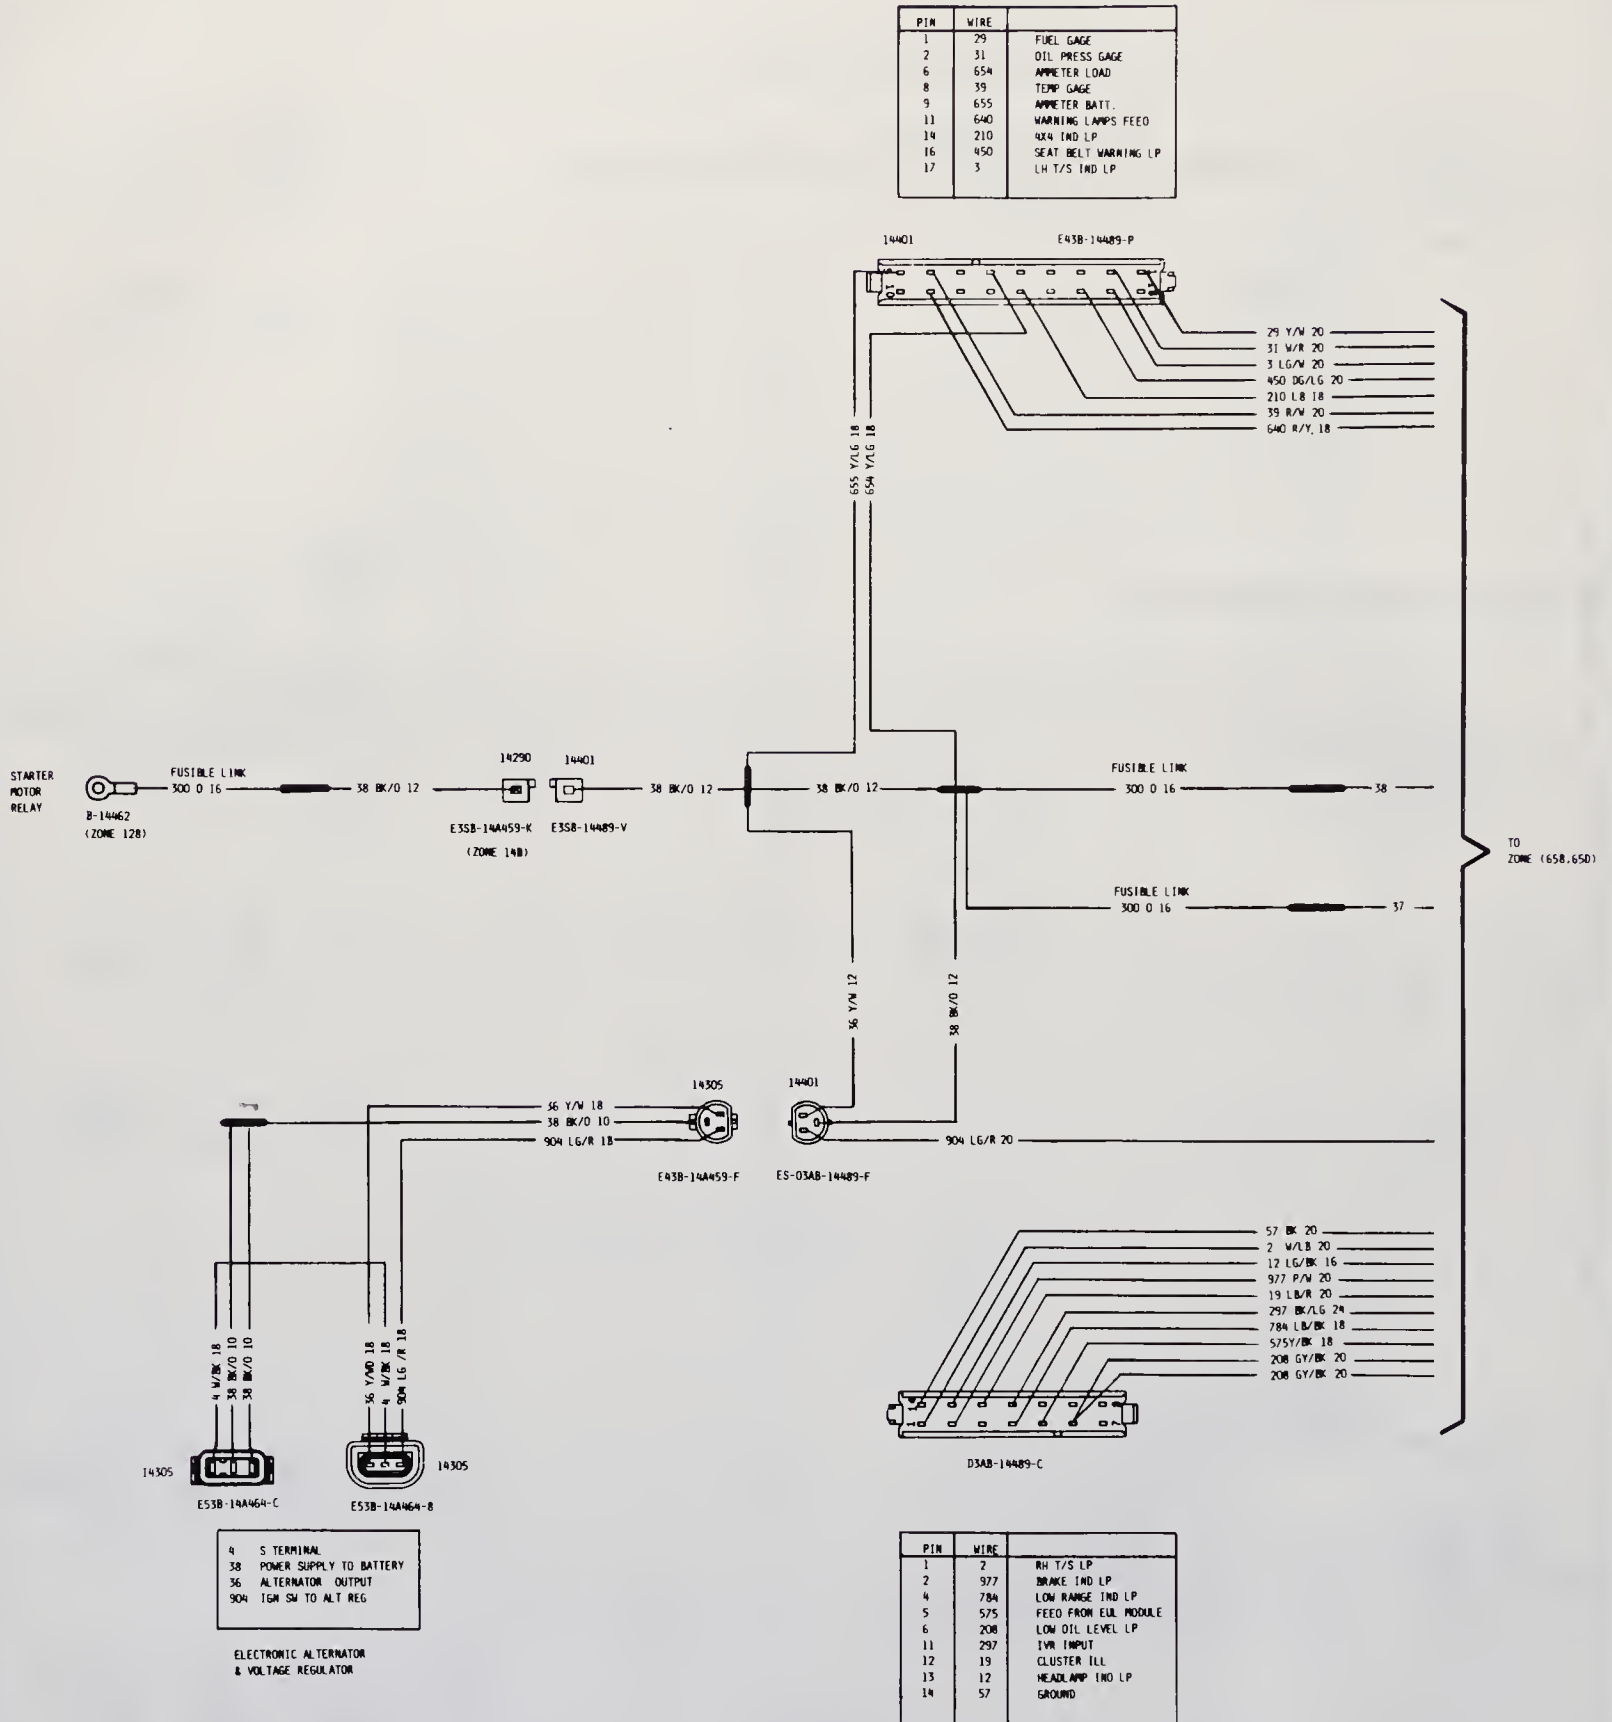 PIN WIRE
1 29 FUEL GAGE
2 31 OIL PRESS GAGE
6 654 AMMETER LOAD
8 39 TEMP GAGE
9 655 AMMETER BATT.
11 640 WARNING LAMPS FEED
14 210 4X4 IND LP
16 450 SEAT BELT WARNING LP
17 3 LH T/S IND LP
14401 E43B-14489-P
9
10
29 Y/W 20
31 W/R 20
3 LG/W 20
450 DG/LG 20
210 LB 18
39 R/W 20
640 R/Y 18
655 Y/LG 18
654 Y/LG 18
STARTER
MOTOR
RELAY
B-14462
(ZONE 128)
FUSIBLE LINK
300 O 16
38 BK/O 12
14290
E3SB-14A459-K
(ZONE 14B)
14401
E3SB-14489-V
38 BK/O 12
38 BK/O 12
FUSIBLE LINK
300 O 16
38
FUSIBLE LINK
300 O 16
37
TO
ZONE (65B,65D)
36 Y/W 12
38 BK/O 12
36 Y/W 18
38 BK/O 10
904 LG/R 18
14305
E43B-14A459-F
14401
ES-03AB-14489-F
904 LG/R 20
4 W/BK 18
38 BK/O 10
38 BK/O 10
36 Y/WD 18
4 W/BK 18
904 LG /R 18
14305
E53B-14A464-C
14305
E53B-14A464-B
57 BK 20
2 W/LB 20
12 LG/BK 16
977 P/W 20
19 LB/R 20
297 BK/LG 24
784 LB/BK 18
575Y/BK 18
208 GY/BK 20
208 GY/BK 20
1
7
D3AB-14489-C
4 S TERMINAL
38 POWER SUPPLY TO BATTERY
36 ALTERNATOR OUTPUT
904 IGN SW TO ALT REG
ELECTRONIC ALTERNATOR
& VOLTAGE REGULATOR
PIN WIRE
1 2 RH T/S LP
2 977 BRAKE IND LP
4 784 LOW RANGE IND LP
5 575 FEED FROM EUL MODULE
6 208 LOW OIL LEVEL LP
11 297 IVR INPUT
12 19 CLUSTER ILL
13 12 HEADLAMP IND LP
14 57 GROUND